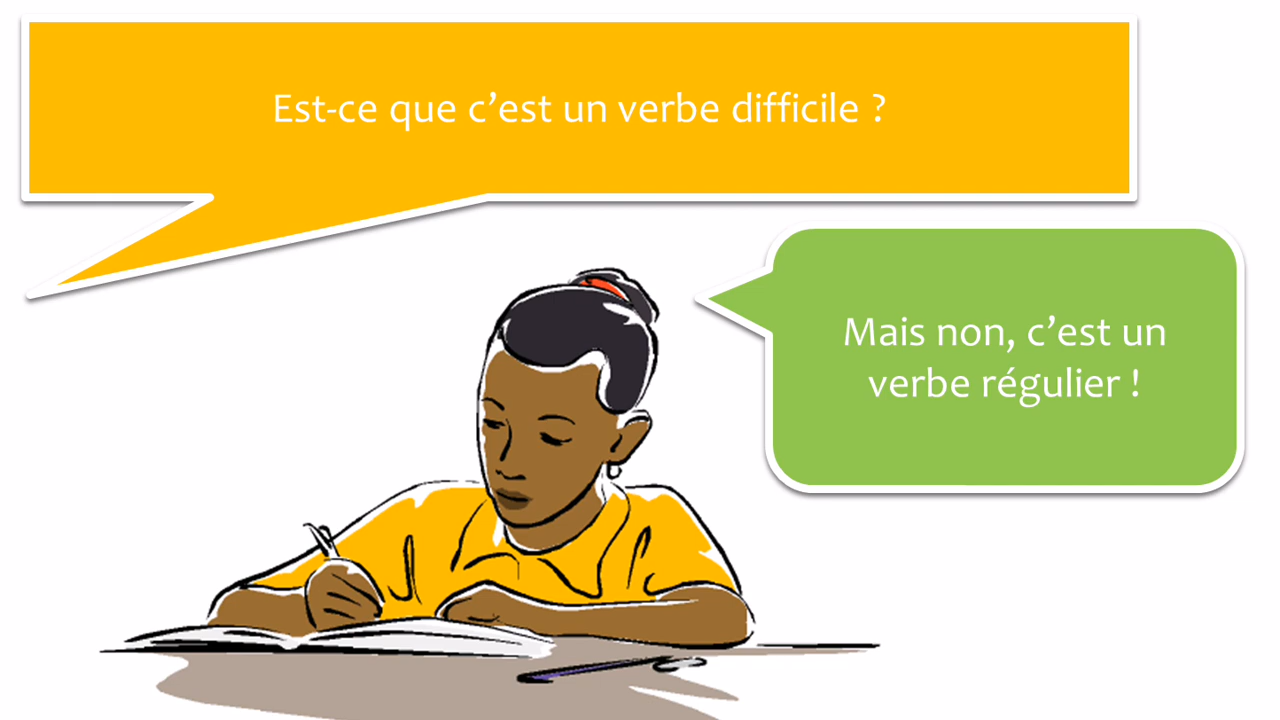 Est-ce que c’est un verbe difficile ?
Mais non, c’est un
verbe régulier !